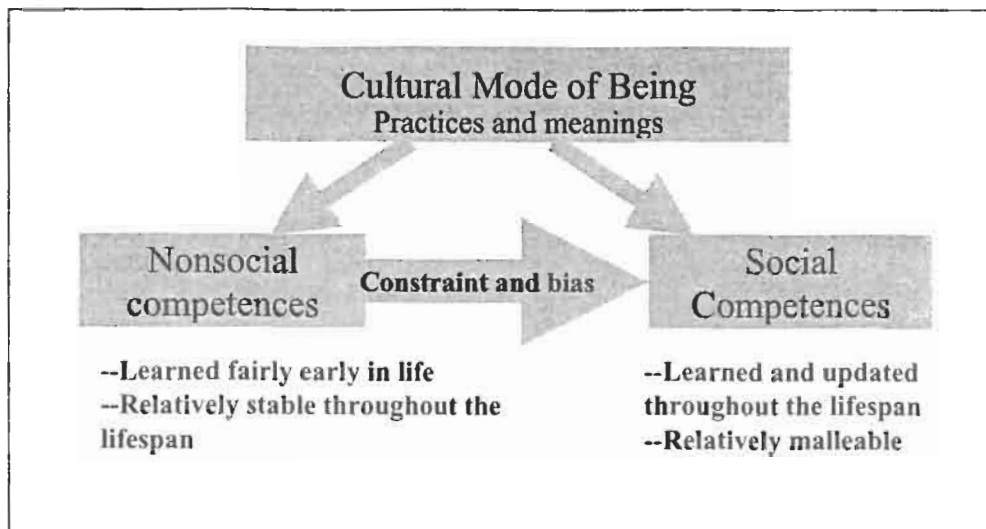 Cultural Mode of Being
Practices and meanings
Nonsocial
competences
Constraint and bias
Social
Competences
--Learned fairly early in life
--Relatively stable throughout the
lifespan
--Learned and updated
throughout the lifespan
--Relatively malleable